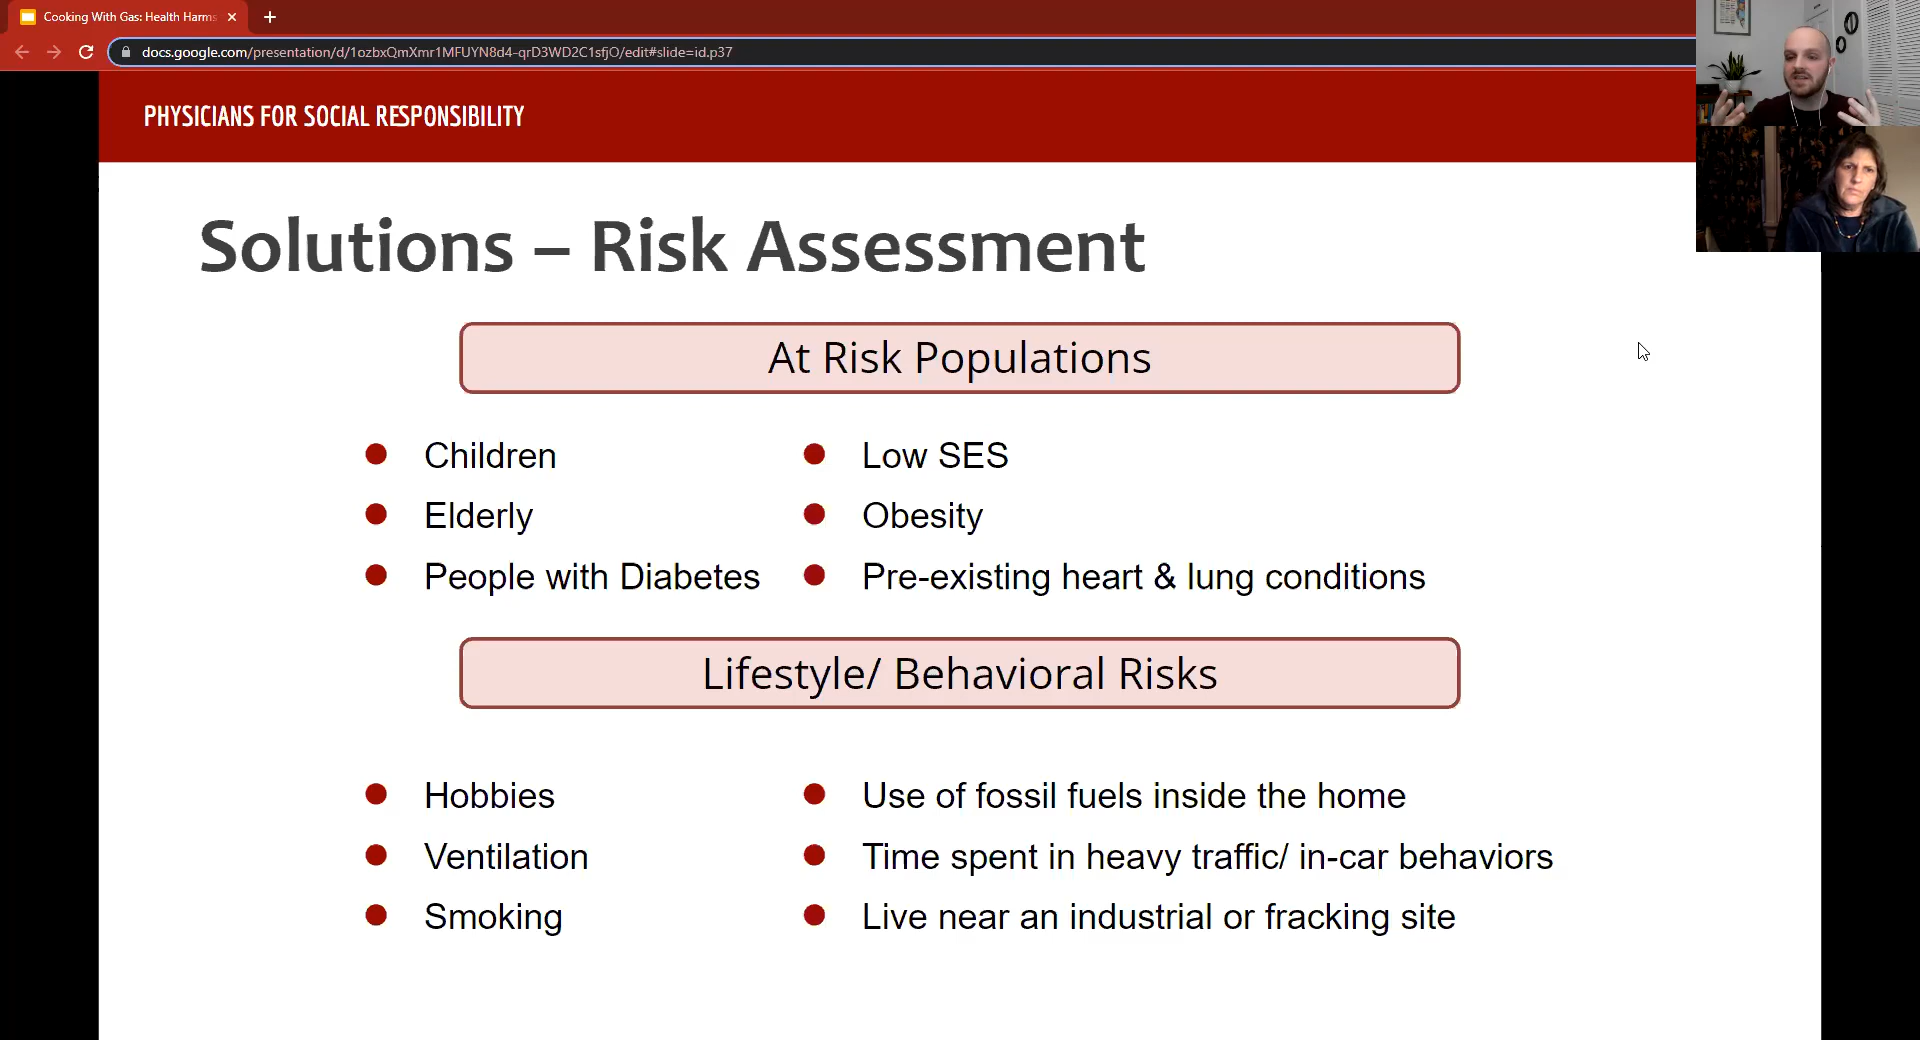 Cooking With Gas: Health Harms
docs.google.com/presentation/d/1ozbxQmXmr1MFUYN8d4-qrD3WD2C1sfjO/edit#slide=id.p37
PHYSICIANS FOR SOCIAL RESPONSIBILITY
Solutions – Risk Assessment
At Risk Populations
Children
Elderly
People with Diabetes
Low SES
Obesity
Pre-existing heart & lung conditions
Lifestyle/ Behavioral Risks
Hobbies
Ventilation
Smoking
Use of fossil fuels inside the home
Time spent in heavy traffic/ in-car behaviors
Live near an industrial or fracking site